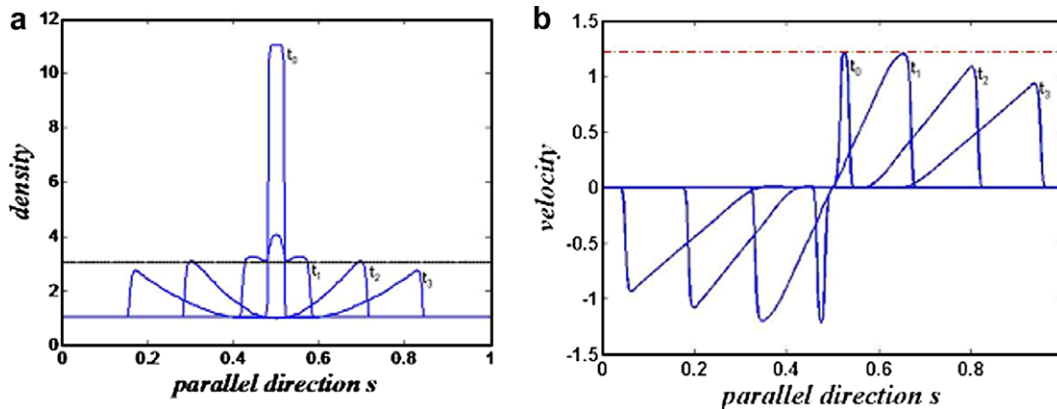 a
density
12
10
8
6
4
2
0
t0
t1
t2
t3
0 0.2 0.4 0.6 0.8 1
parallel direction s
b
velocity
1.5
1
0.5
0
-0.5
-1
-1.5
t0
t1
t2
t3
0 0.2 0.4 0.6 0.8
parallel direction s